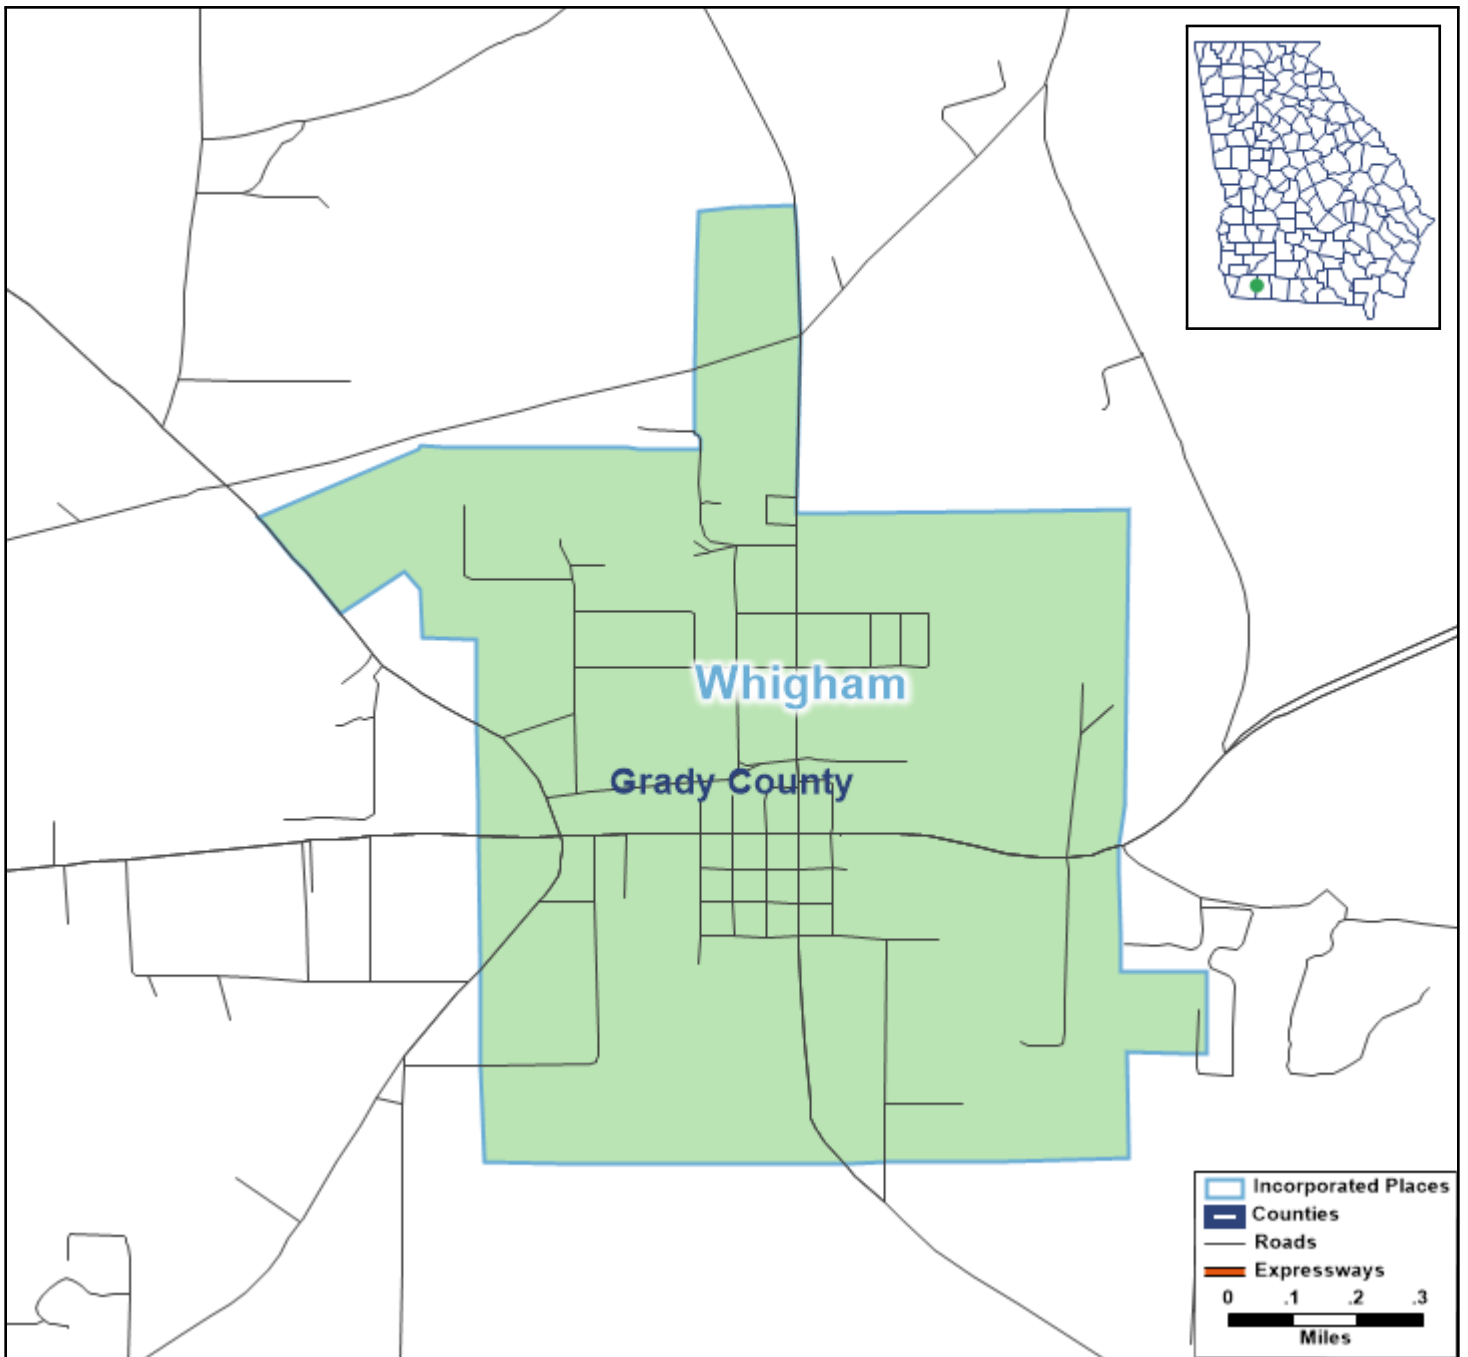 Whigham
Grady County
Incorporated Places
Counties
Roads
Expressways
0 .1 .2 .3
Miles